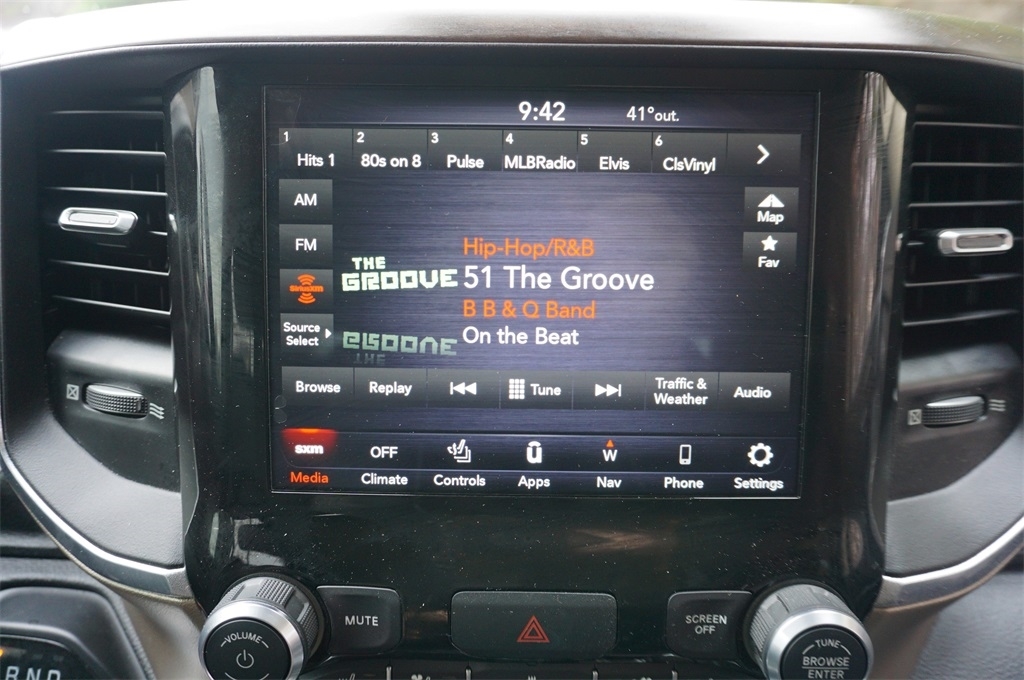 9:42 41°out.
1 2 3 4 5 6
Hits 1 80s on 8 Pulse MLBRadio Elvis ClsVinyl
AM
FM
SiriusXM
Source
Select
Map
Fav
Hip-Hop/R&B
THE
GROOVE
51 The Groove
B B & Q Band
On the Beat
Browse Replay Tune Traffic &
Weather Audio
sxm OFF W
Media Climate Controls Apps Nav Phone Settings
VOLUME
MUTE
SCREEN
OFF
TUNE
BROWSE
ENTER
R N D